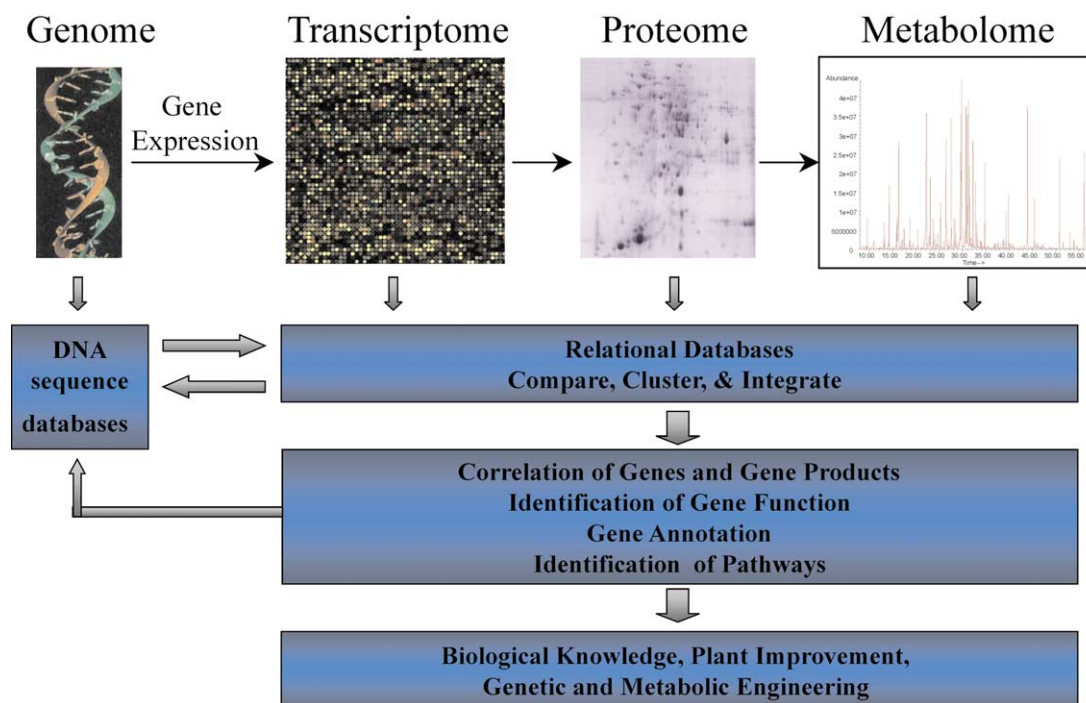 Genome
Transcriptome
Proteome
Metabolome
Gene
Expression
Abundance
4e+07
3.5e+07
3e+07
2.5e+07
2e+07
1.5e+07
1e+07
5000000
0
10.00 15.00 20.00 25.00 30.00 35.00 40.00 45.00 50.00 55.00
Time-->
DNA
sequence
databases
Relational Databases
Compare, Cluster, & Integrate
Correlation of Genes and Gene Products
Identification of Gene Function
Gene Annotation
Identification of Pathways
Biological Knowledge, Plant Improvement,
Genetic and Metabolic Engineering